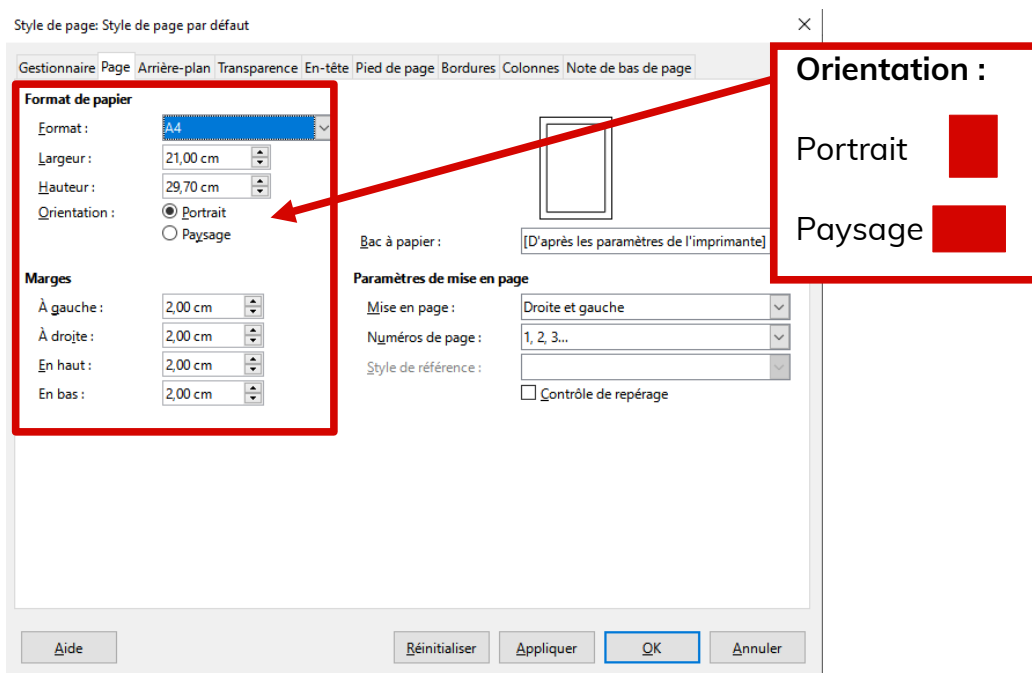 Style de page: Style de page par défaut
Gestionnaire Page Arrière-plan Transparence En-tête Pied de page Bordures Colonnes Note de bas de page
Format de papier
Format : A4
Largeur : 21,00 cm
Hauteur : 29,70 cm
Orientation : Portrait
Paysage
Bac à papier : [D'après les paramètres de l'imprimante]
Marges
À gauche : 2,00 cm
À droite : 2,00 cm
En haut : 2,00 cm
En bas : 2,00 cm
Paramètres de mise en page
Mise en page : Droite et gauche
Numéros de page : 1, 2, 3...
Style de référence :
Contrôle de repérage
Aide Réinitialiser Appliquer OK Annuler
Orientation :
Portrait
Paysage